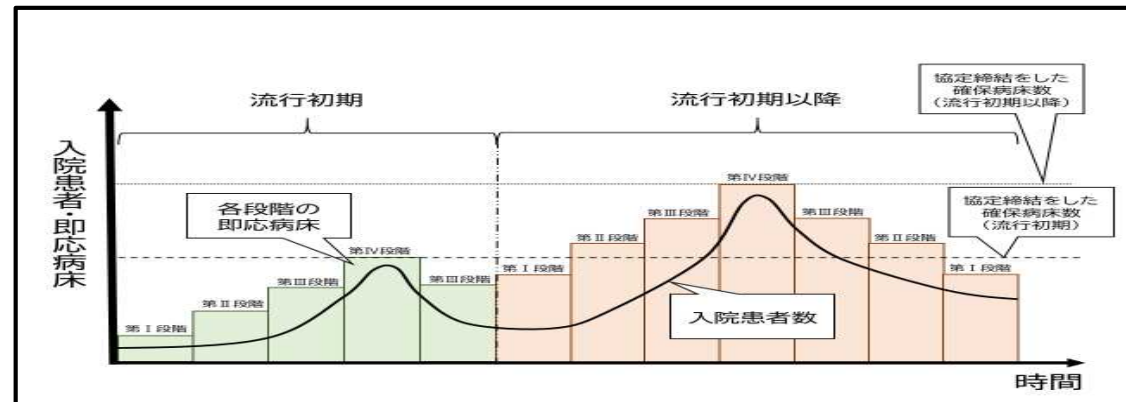 流行初期
流行初期以降
協定締結をした
確保病床数
(流行初期以降)
入院患者・即応病床
各段階の
即応病床
協定締結をした
確保病床数
(流行初期)
第Ⅰ段階
第Ⅱ段階
第Ⅲ段階
第Ⅳ段階
第Ⅲ段階
第Ⅰ段階
第Ⅱ段階
第Ⅲ段階
第Ⅳ段階
第Ⅲ段階
第Ⅱ段階
第Ⅰ段階
入院患者数
時間